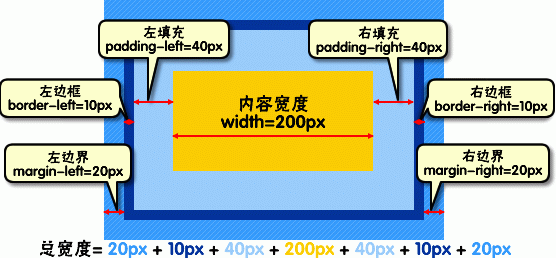 左填充
padding-left=40px
右填充
padding-right=40px
左边框
border-left=10px
内容宽度
width=200px
右边框
border-right=10px
左边界
margin-left=20px
右边界
margin-right=20px
总宽度= 20px + 10px + 40px + 200px + 40px + 10px + 20px